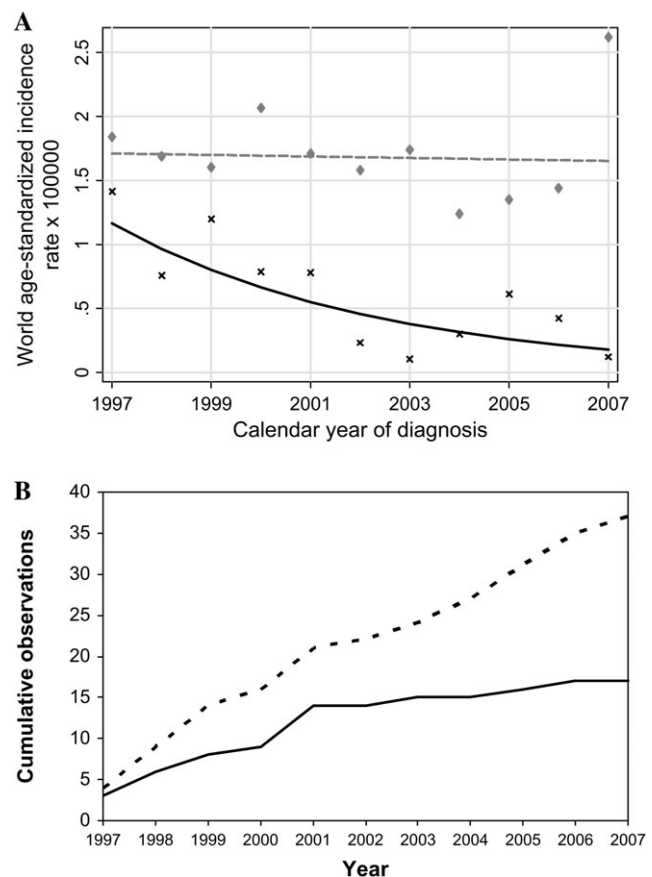 A
World age-standardized incidence
rate x 100000
2.5
2
1.5
1
.5
0
1997 1999 2001 2003 2005 2007
Calendar year of diagnosis
B
Cumulative observations
40
35
30
25
20
15
10
5
0
1997 1998 1999 2000 2001 2002 2003 2004 2005 2006 2007
Year